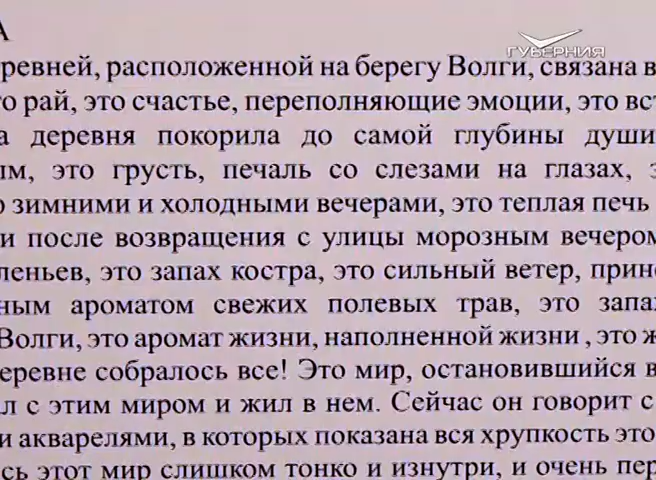 А
ГУБЕРНИЯ
ревней, расположенной на берегу Волги, связана в
о рай, это счастье, переполняющие эмоции, это вст
а деревня покорила до самой глубины души
ым, это грусть, печаль со слезами на глазах, э
о зимними и холодными вечерами, это теплая печь
и после возвращения с улицы морозным вечером
леньев, это запах костра, это сильный ветер, прин
ным ароматом свежих полевых трав, это запа
Волги, это аромат жизни, наполненной жизни , это ж
еревне собралось все! Это мир, остановившийся в
л с этим миром и жил в нем. Сейчас он говорит с
и акварелями, в которых показана вся хрупкость это
сь этот мир слишком тонко и изнутри, и очень пер